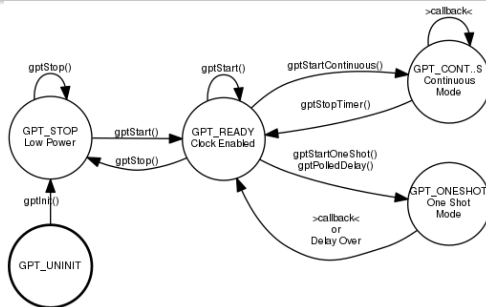 >callback<
gptStop()
gptStart()
gptStartContinuous()
GPT_CONT..S
Continuous
Mode
gptStopTimer()
GPT_STOP
Low Power
gptStart()
GPT_READY
Clock Enabled
gptStop()
gptStartOneShot()
gptPolledDelay()
GPT_ONESHOT
One Shot
Mode
gptInit()
>callback<
or
Delay Over
GPT_UNINIT